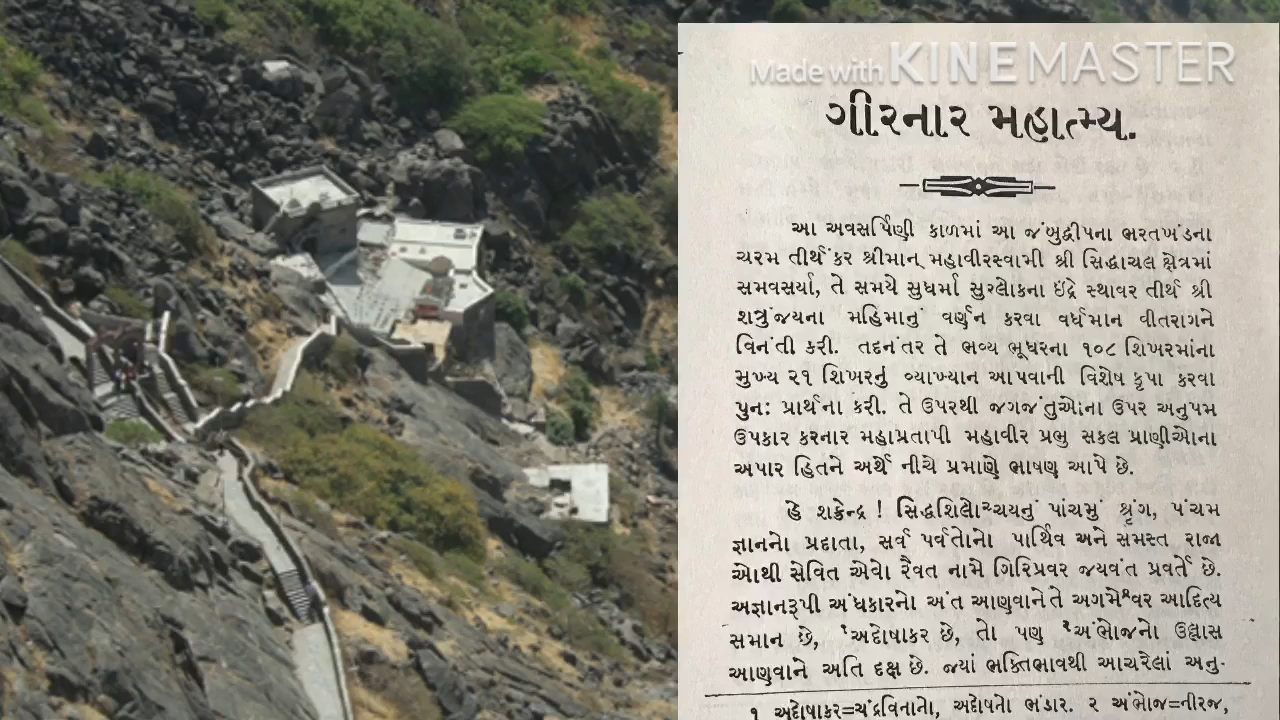 Made with KINEMASTER
ગીરનાર મહાત્મ્ય.
આ અવસર્પિણી કાળમાં આ જંબુદ્વીપના ભરતખંડના
ચરમ તીર્થંકર શ્રીમાન્ મહાવીરસ્વામી શ્રી સિદ્ધાચલ ક્ષેત્રમાં
સમવસર્યા, તે સમયે સુધર્મા સુરલોકના ઇંદ્રે સ્થાવર તીર્થ શ્રી
શત્રુંજયના મહિમાનું વર્ણન કરવા વર્ધમાન વીતરાગને
વિનંતી કરી. તદનંતર તે ભવ્ય ભૂધરના ૧૦૮ શિખરમાંના
મુખ્ય ૨૧ શિખરનું વ્યાખ્યાન આપવાની વિશેષ કૃપા કરવા
પુન: પ્રાર્થના કરી. તે ઉપરથી જગજંતુઓના ઉપર અનુપમ
ઉપકાર કરનાર મહાપ્રતાપી મહાવીર પ્રભુ સકલ પ્રાણીઓના
અપાર હિતને અર્થે નીચે પ્રમાણે ભાષણ આપે છે.
હે શક્રેન્દ્ર ! સિદ્ધશિલોચ્ચયનું પાંચમું શ્રૃંગ, પંચમ
જ્ઞાનનો પ્રદાતા, સર્વ પર્વતોનો પાર્થિવ અને સમસ્ત રાજા
ઓથી સેવિત એવો રૈવત નામે ગિરિપ્રવર જયવંત પ્રવર્તે છે.
અજ્ઞાનરૂપી અંધકારનો અંત આણવાને તે અગમેશ્વર આદિત્ય
સમાન છે, ૧અદોષાકર છે, તો પણ ૨અંભોજનો ઉલ્લાસ
આણવાને અતિ દક્ષ છે. જ્યાં ભક્તિભાવથી આચરેલાં અનુ-
૧ અદોષાકર=ચંદ્રવિનાનો, અદોષનો ભંડાર. ૨ અંભોજ=નીરજ,